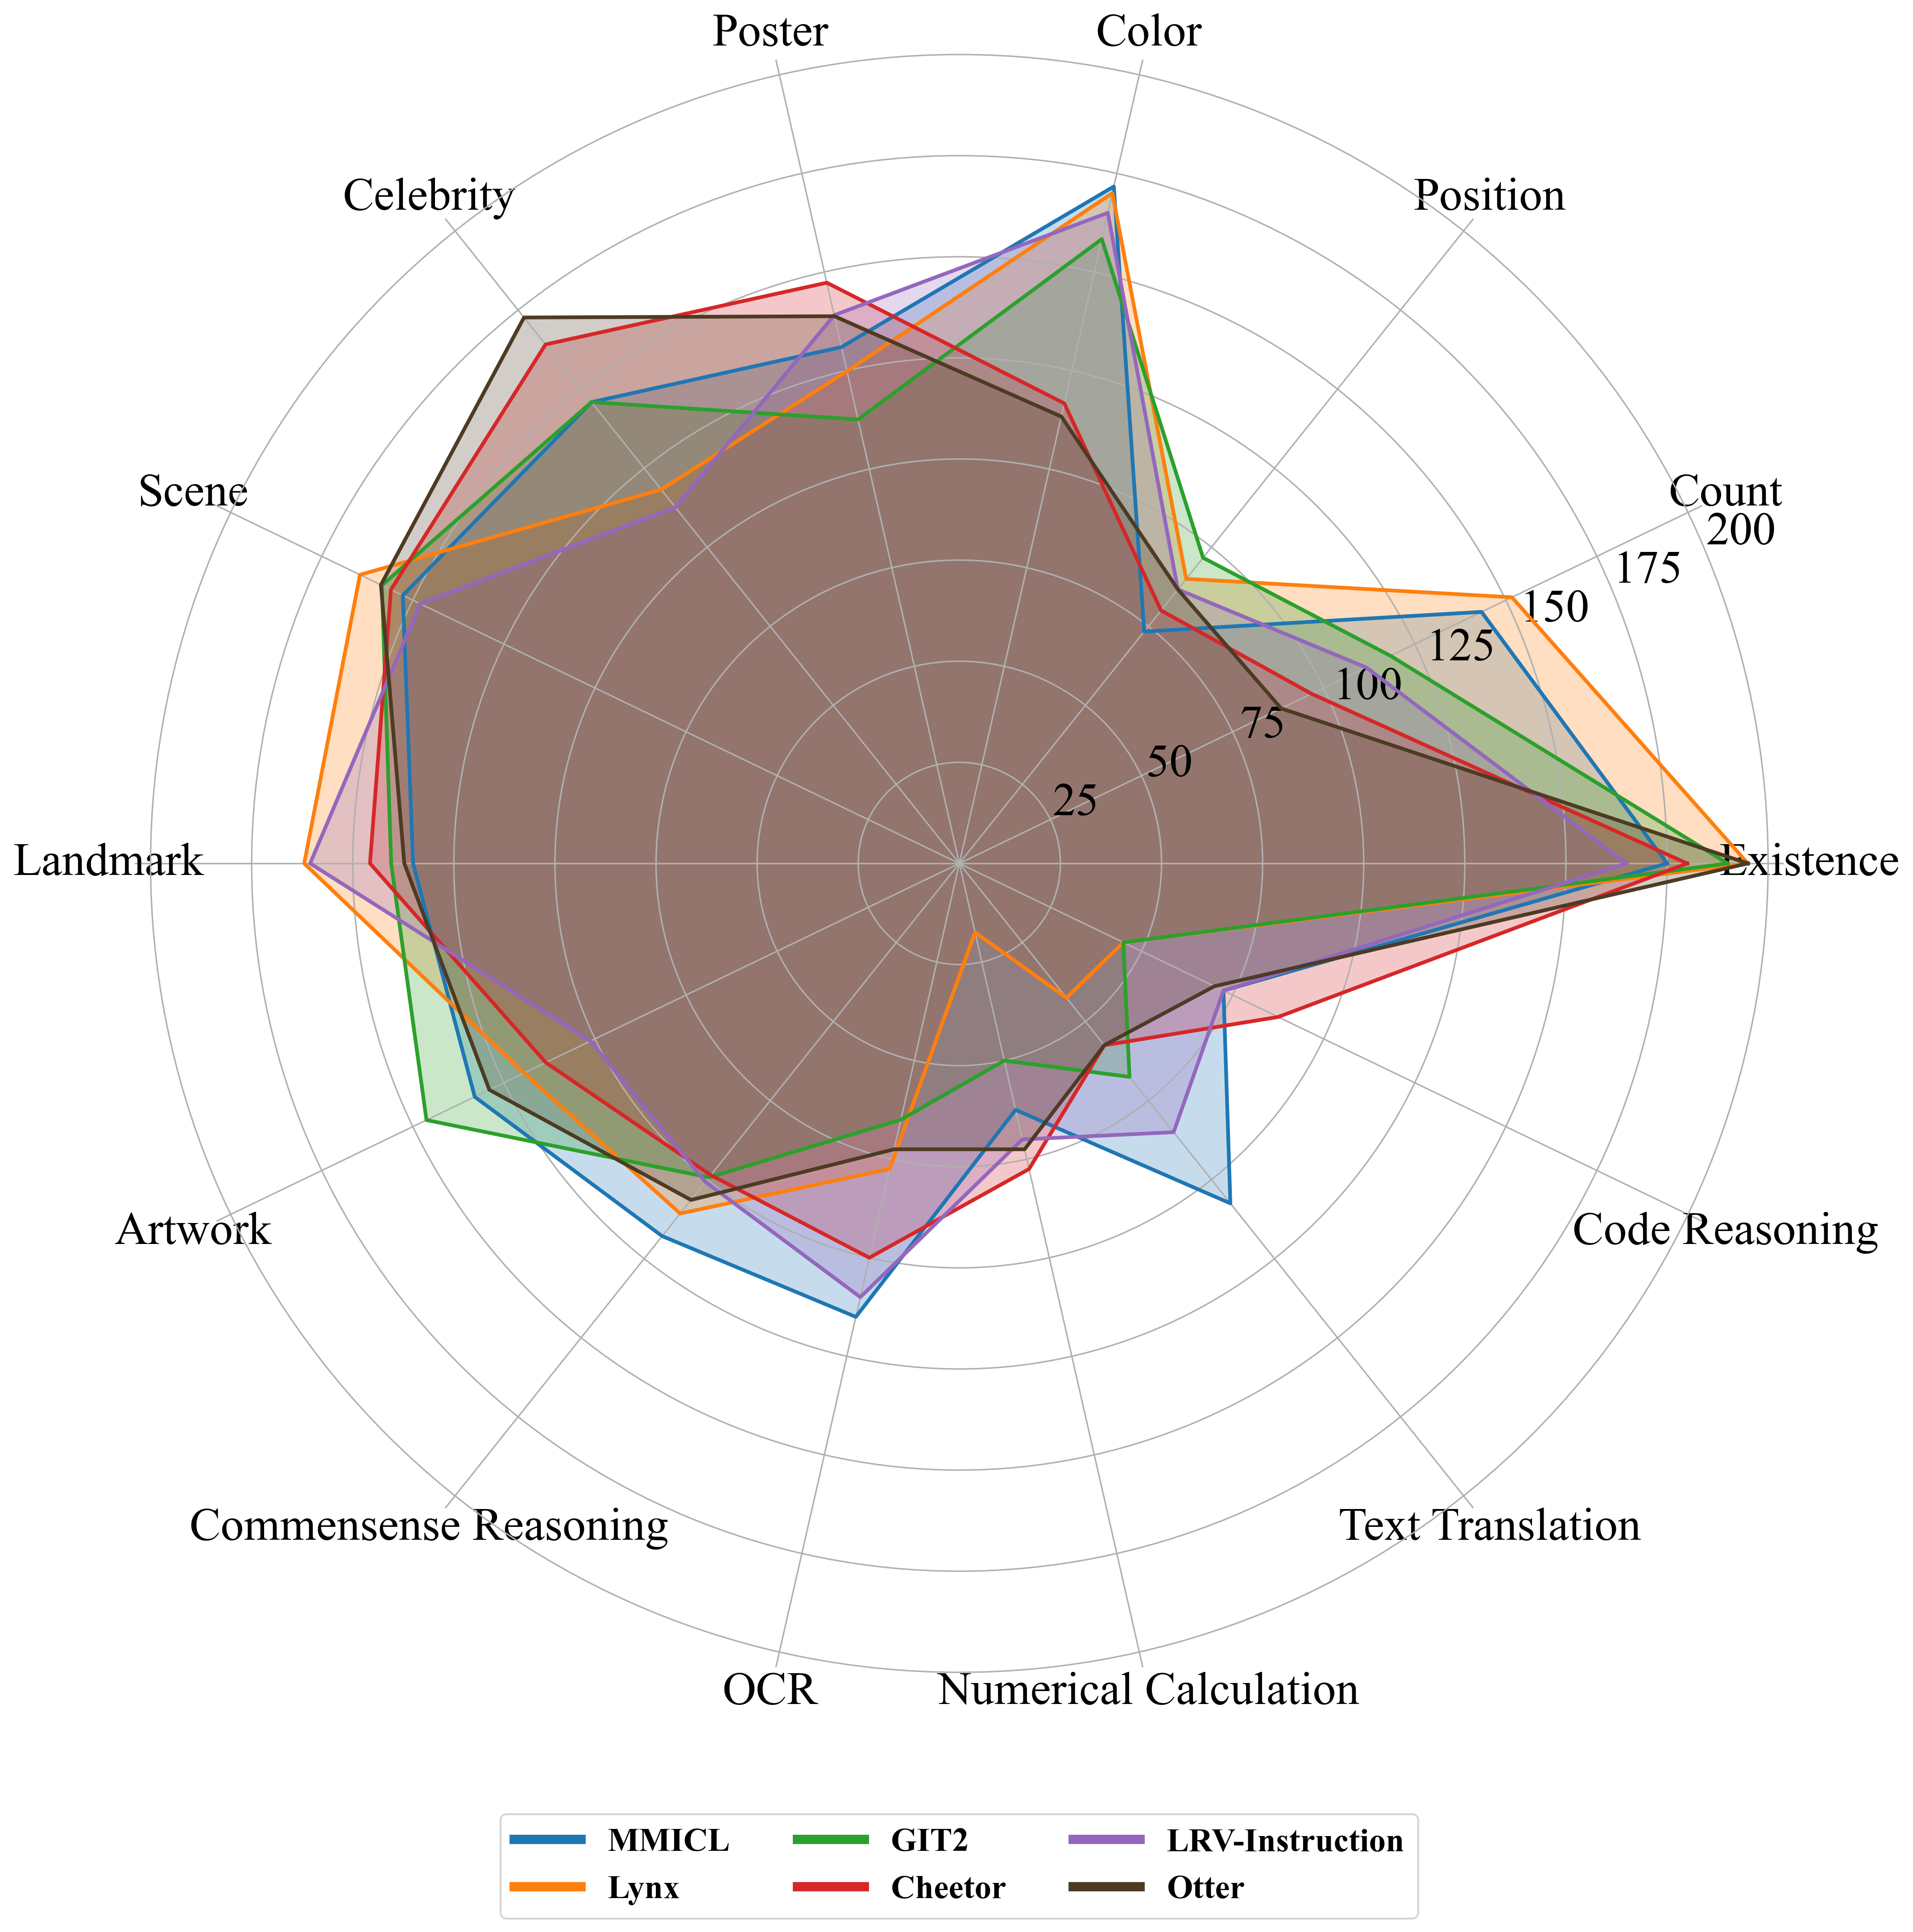 Poster
Color
Celebrity
Position
Scene
Count
200
175
150
125
100
75
50
25
Landmark
Existence
Artwork
Code Reasoning
Commensense Reasoning
Text Translation
OCR
Numerical Calculation
MMICL
GIT2
LRV-Instruction
Lynx
Cheetor
Otter